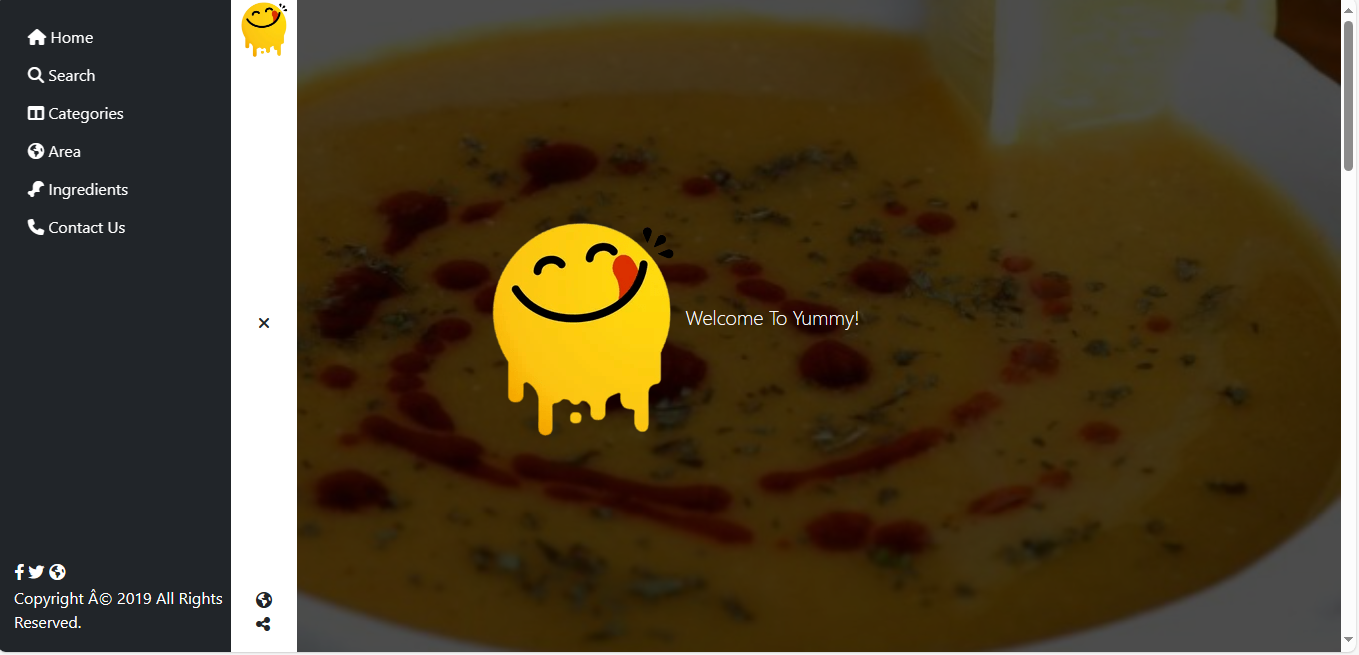 Home
Search
Categories
Area
Ingredients
Contact Us
Copyright Â© 2019 All Rights
Reserved.
Welcome To Yummy!